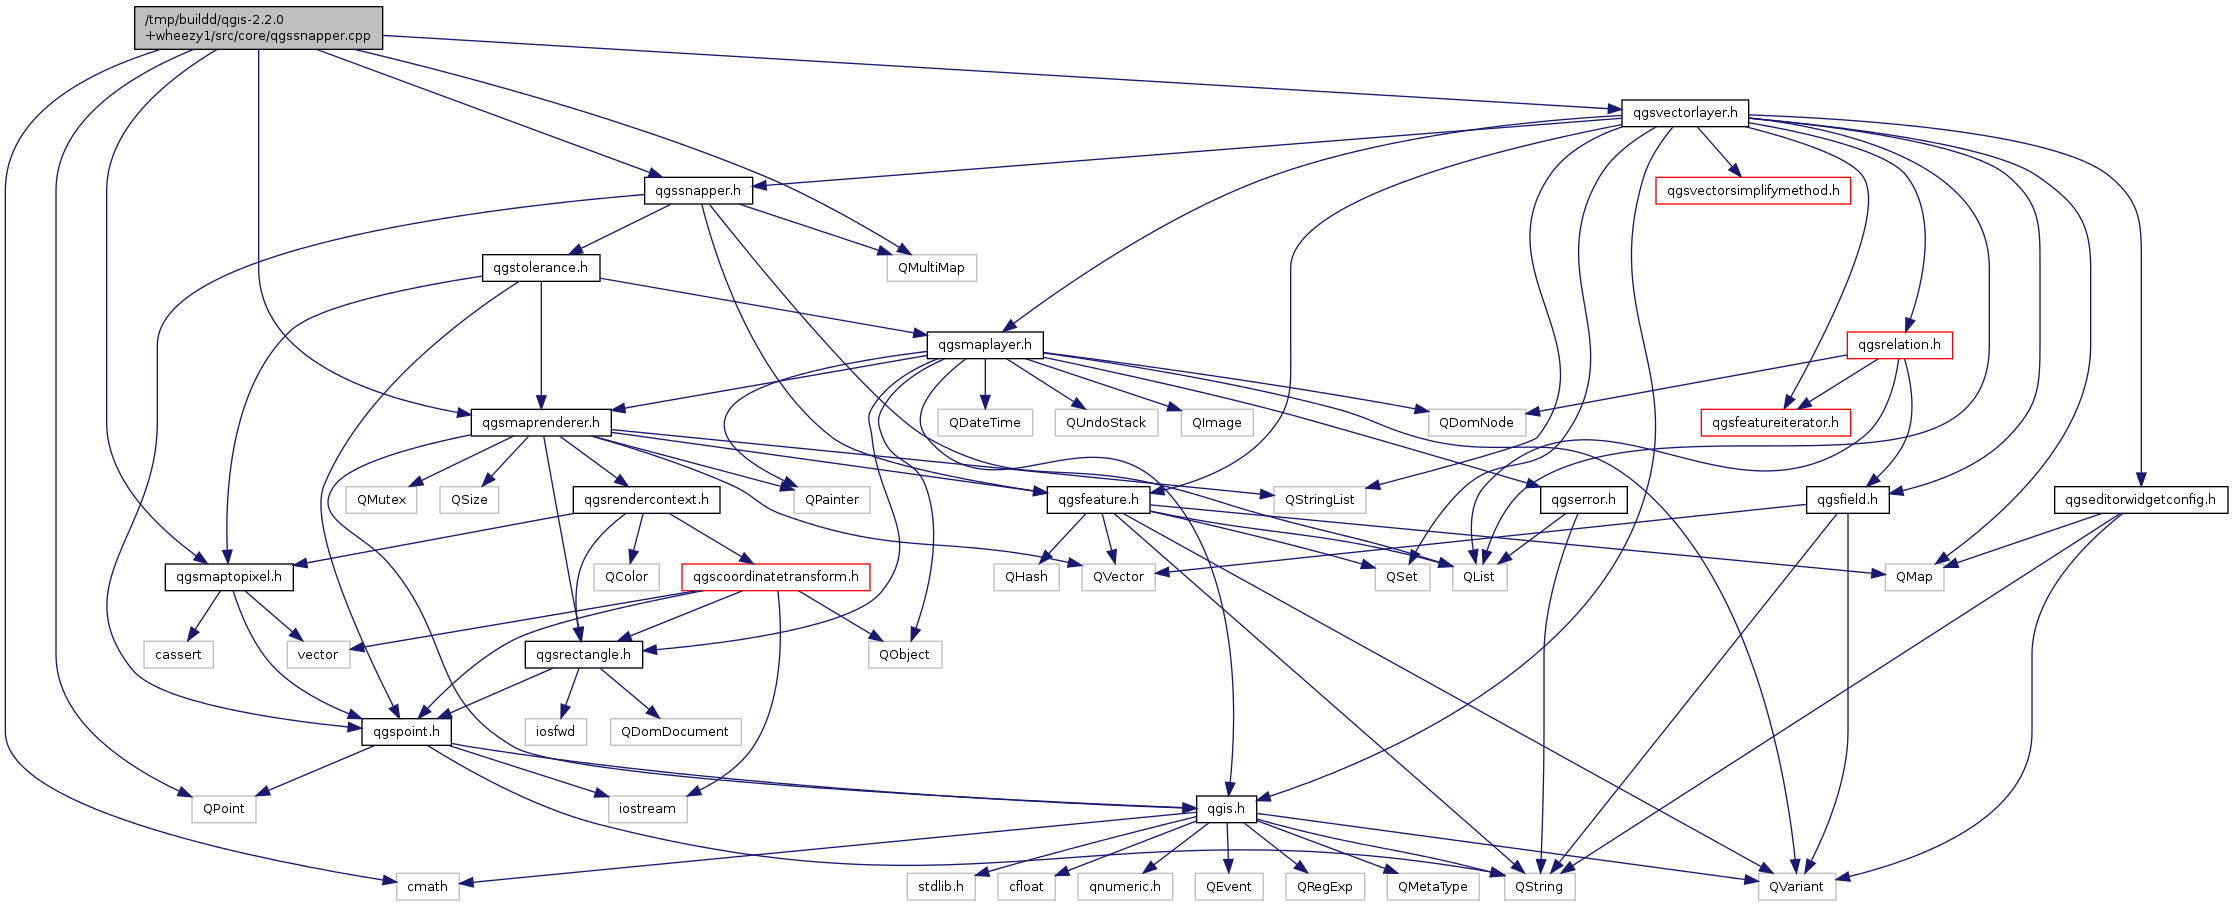 /tmp/buildd/qgis-2.2.0
+wheezy1/src/core/qgssnapper.cpp
qgsvectorlayer.h
qgssnapper.h
qgsvectorsimplifymethod.h
qgstolerance.h
QMultiMap
qgsmaplayer.h
qgsrelation.h
qgsmaprenderer.h
QDateTime
QUndoStack
QImage
QDomNode
qgsfeatureiterator.h
QMutex
QSize
qgsrendercontext.h
QPainter
qgsfeature.h
QStringList
qgserror.h
qgsfield.h
qgseditorwidgetconfig.h
qgsmaptopixel.h
QColor
qgscoordinatetransform.h
QHash
QVector
QSet
QList
QMap
cassert
vector
qgsrectangle.h
QObject
qgspoint.h
iosfwd
QDomDocument
QPoint
iostream
qgis.h
cmath
stdlib.h
cfloat
qnumeric.h
QEvent
QRegExp
QMetaType
QString
QVariant